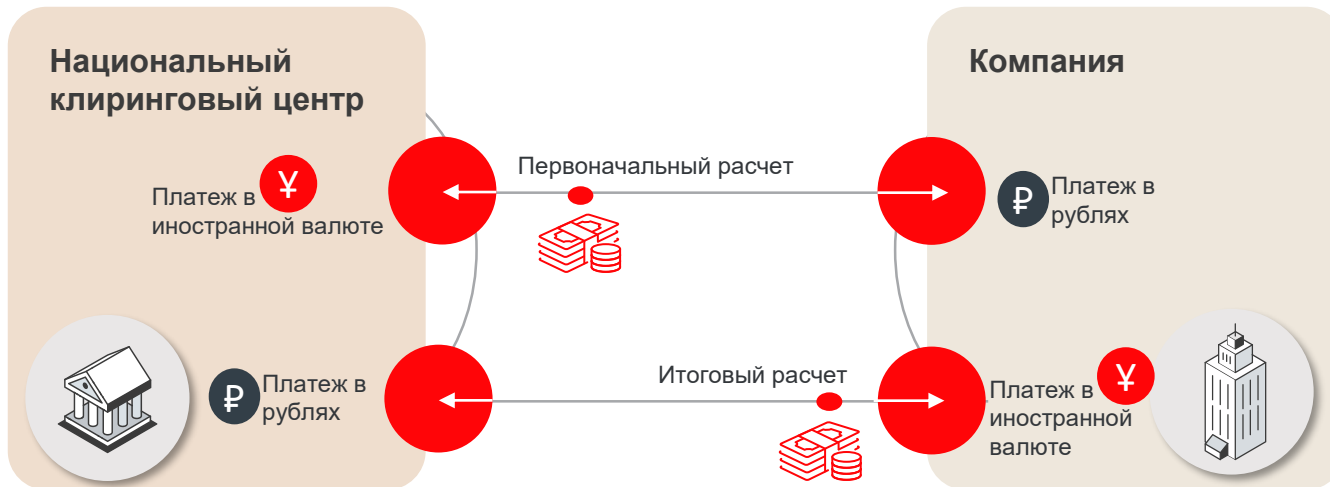 Национальный
клиринговый центр
Компания
Первоначальный расчет
Платеж в ¥
иностранной валюте
₽ Платеж в
рублях
Итоговый расчет
₽ Платеж в
рублях
Платеж в ¥
иностранной
валюте